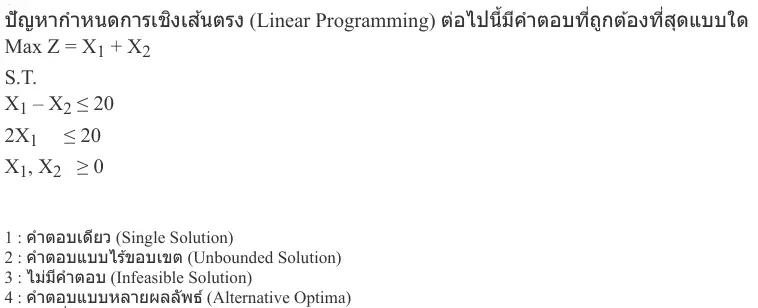 ปัญหากำหนดการเชิงเส้นตรง (Linear Programming) ต่อไปนี้มีคำตอบที่ถูกต้องที่สุดแบบใด
Max Z = X₁ + X₂
S.T.
X₁ – X₂ ≤ 20
2X₁ ≤ 20
X₁, X₂ ≥ 0
1 : คำตอบเดียว (Single Solution)
2 : คำตอบแบบไร้ขอบเขต (Unbounded Solution)
3 : ไม่มีคำตอบ (Infeasible Solution)
4 : คำตอบแบบหลายผลลัพธ์ (Alternative Optima)